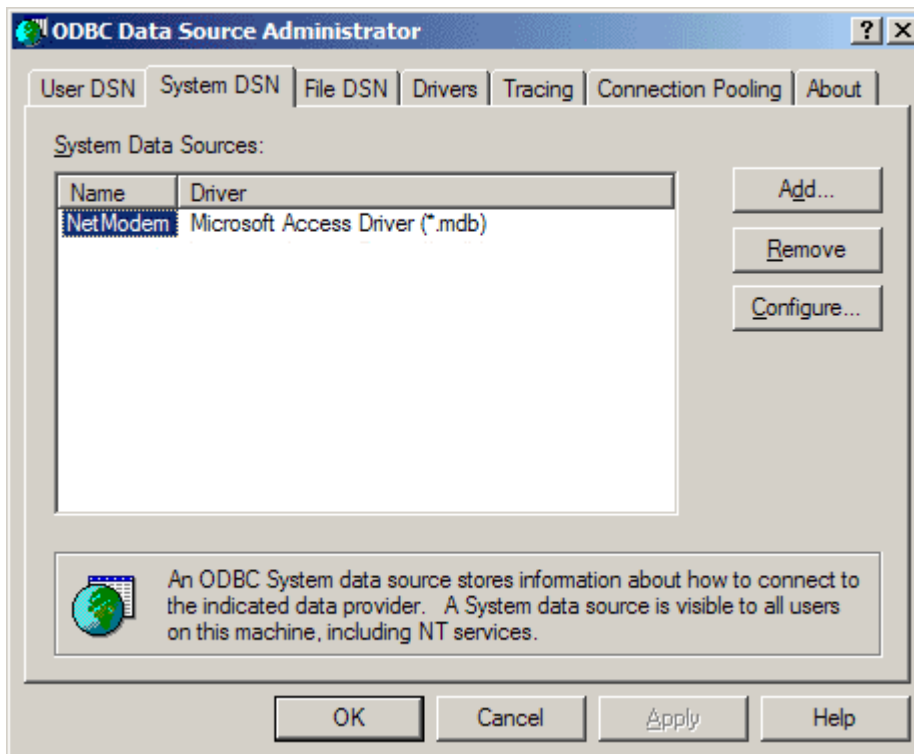 ODBC Data Source Administrator
User DSN System DSN File DSN Drivers Tracing Connection Pooling About
System Data Sources:
Name Driver
NetModem Microsoft Access Driver (*.mdb)
Add...
Remove
Configure...
An ODBC System data source stores information about how to connect to
the indicated data provider. A System data source is visible to all users
on this machine, including NT services.
OK Cancel Apply Help